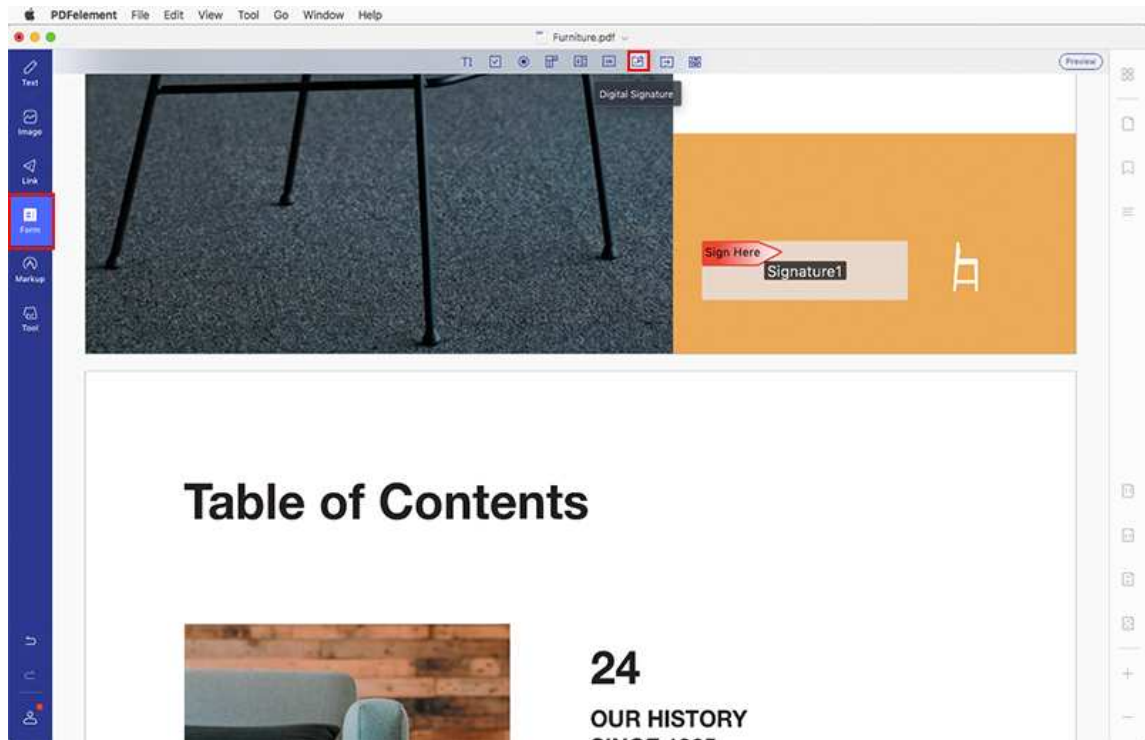 PDFelement File Edit View Tool Go Window Help
Furniture.pdf
Text
Image
Link
Form
Markup
Tool
Preview
Digital Signature
Sign Here
Signature1
Table of Contents
24
OUR HISTORY